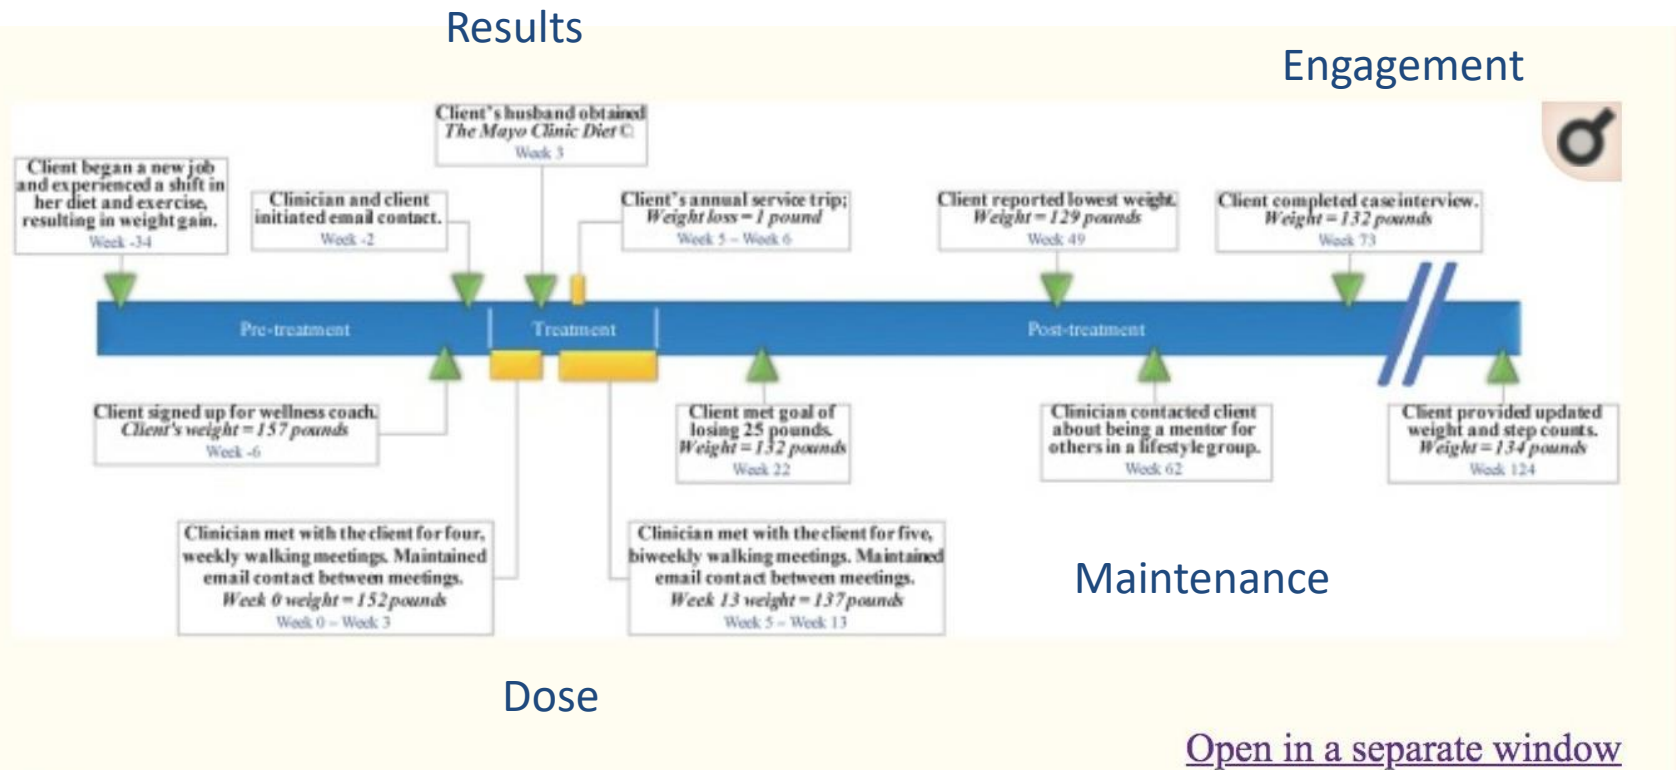 Results
Engagement
Client's husband obtained
The Mayo Clinic Diet ©
Week 3
Client began a new job
and experienced a shift in
her diet and exercise,
resulting in weight gain.
Week -34
Clinician and client
initiated email contact.
Week -2
Client's annual service trip;
Weight loss = 1 pound
Week 5 – Week 6
Client reported lowest weight.
Weight = 129 pounds
Week 49
Client completed case interview.
Weight = 132 pounds
Week 73
Pre-treatment
Treatment
Post-treatment
Client signed up for wellness coach.
Client's weight = 157 pounds
Week -6
Client met goal of
losing 25 pounds.
Weight = 132 pounds
Week 22
Clinician contacted client
about being a mentor for
others in a lifestyle group.
Week 62
Client provided updated
weight and step counts.
Weight = 134 pounds
Week 124
Clinician met with the client for four,
weekly walking meetings. Maintained
email contact between meetings.
Week 0 weight = 152 pounds
Week 0 – Week 3
Clinician met with the client for five,
biweekly walking meetings. Maintained
email contact between meetings.
Week 13 weight = 137 pounds
Week 5 – Week 13
Maintenance
Dose
Open in a separate window